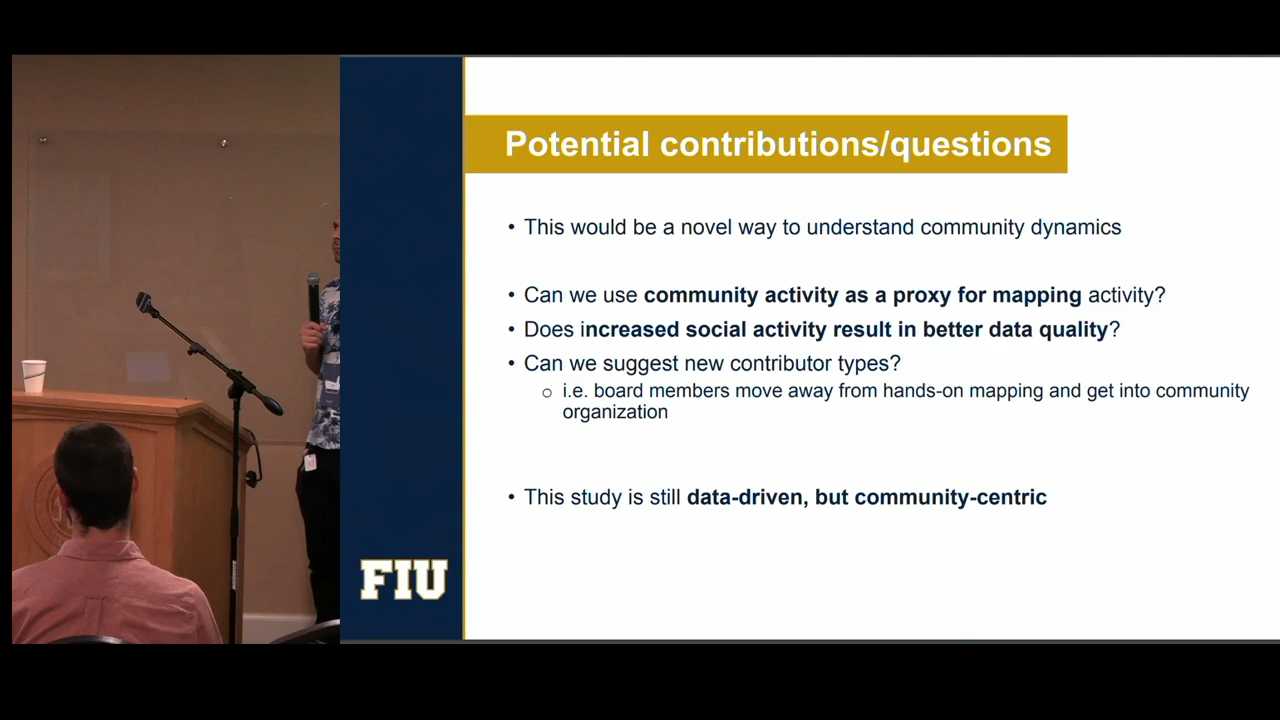 Potential contributions/questions
• This would be a novel way to understand community dynamics
• Can we use community activity as a proxy for mapping activity?
• Does increased social activity result in better data quality?
• Can we suggest new contributor types?
o i.e. board members move away from hands-on mapping and get into community
organization
• This study is still data-driven, but community-centric
FIU